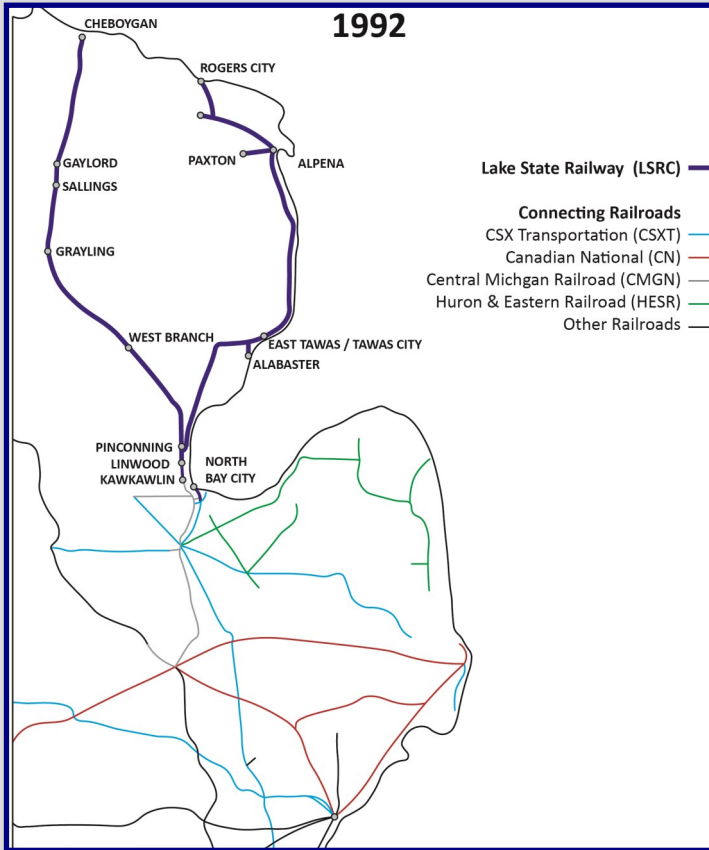 CHEBOYGAN
1992
ROGERS CITY
GAYLORD
PAXTON
ALPENA
SALLINGS
Lake State Railway (LSRC)
Connecting Railroads
CSX Transportation (CSXT)
GRAYLING
Canadian National (CN)
Central Michgan Railroad (CMGN)
Huron & Eastern Railroad (HESR)
Other Railroads
WEST BRANCH
EAST TAWAS / TAWAS CITY
ALABASTER
PINCONNING
LINWOOD
KAWKAWLIN
NORTH
BAY CITY